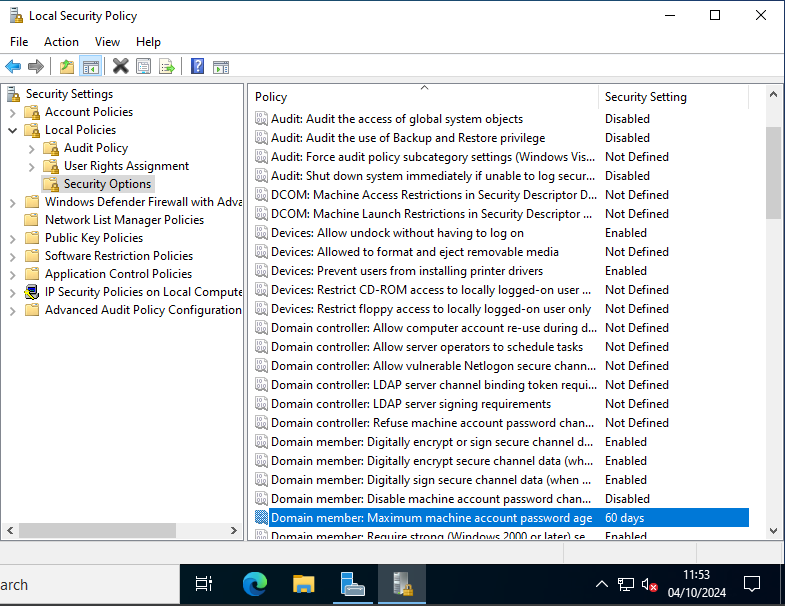 Local Security Policy
File Action View Help
Security Settings
Account Policies
Local Policies
Audit Policy
User Rights Assignment
Security Options
Windows Defender Firewall with Adva
Network List Manager Policies
Public Key Policies
Software Restriction Policies
Application Control Policies
IP Security Policies on Local Compute
Advanced Audit Policy Configuration
Policy Security Setting
Audit: Audit the access of global system objects Disabled
Audit: Audit the use of Backup and Restore privilege Disabled
Audit: Force audit policy subcategory settings (Windows Vis... Not Defined
Audit: Shut down system immediately if unable to log secur... Disabled
DCOM: Machine Access Restrictions in Security Descriptor D... Not Defined
DCOM: Machine Launch Restrictions in Security Descriptor ... Not Defined
Devices: Allow undock without having to log on Enabled
Devices: Allowed to format and eject removable media Not Defined
Devices: Prevent users from installing printer drivers Enabled
Devices: Restrict CD-ROM access to locally logged-on user ... Not Defined
Devices: Restrict floppy access to locally logged-on user only Not Defined
Domain controller: Allow computer account re-use during d... Not Defined
Domain controller: Allow server operators to schedule tasks Not Defined
Domain controller: Allow vulnerable Netlogon secure chann... Not Defined
Domain controller: LDAP server channel binding token requi... Not Defined
Domain controller: LDAP server signing requirements Not Defined
Domain controller: Refuse machine account password chan... Not Defined
Domain member: Digitally encrypt or sign secure channel d... Enabled
Domain member: Digitally encrypt secure channel data (wh... Enabled
Domain member: Digitally sign secure channel data (when ... Enabled
Domain member: Disable machine account password chan... Disabled
Domain member: Maximum machine account password age 60 days
Domain member: Require strong (Windows 2000 or later) se... Enabled
arch
11:53
04/10/2024